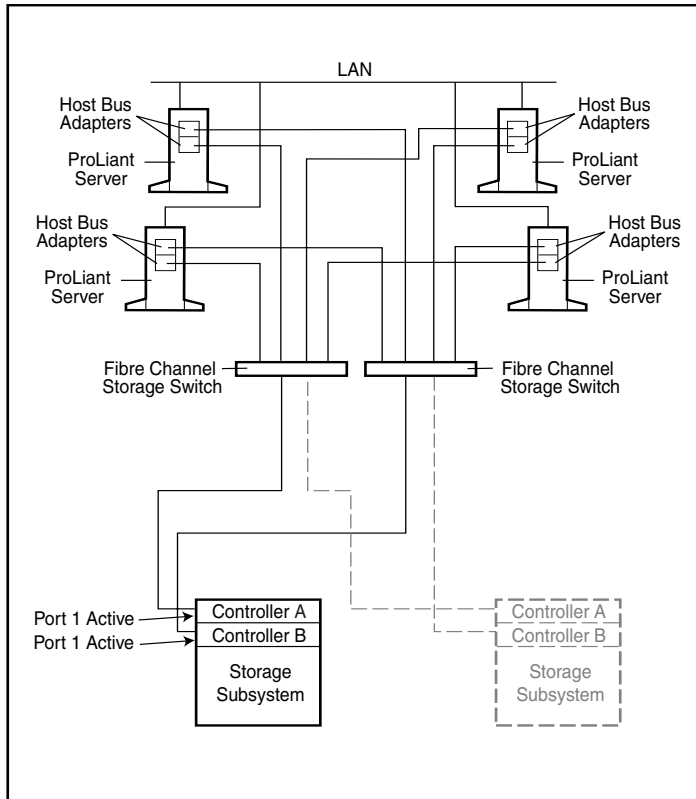 LAN
Host Bus
Adapters
ProLiant
Server
Host Bus
Adapters
ProLiant
Server
Host Bus
Adapters
ProLiant
Server
Host Bus
Adapters
ProLiant
Server
Fibre Channel
Storage Switch
Fibre Channel
Storage Switch
Port 1 Active
Port 1 Active
Controller A
Controller B
Storage
Subsystem
Controller A
Controller B
Storage
Subsystem